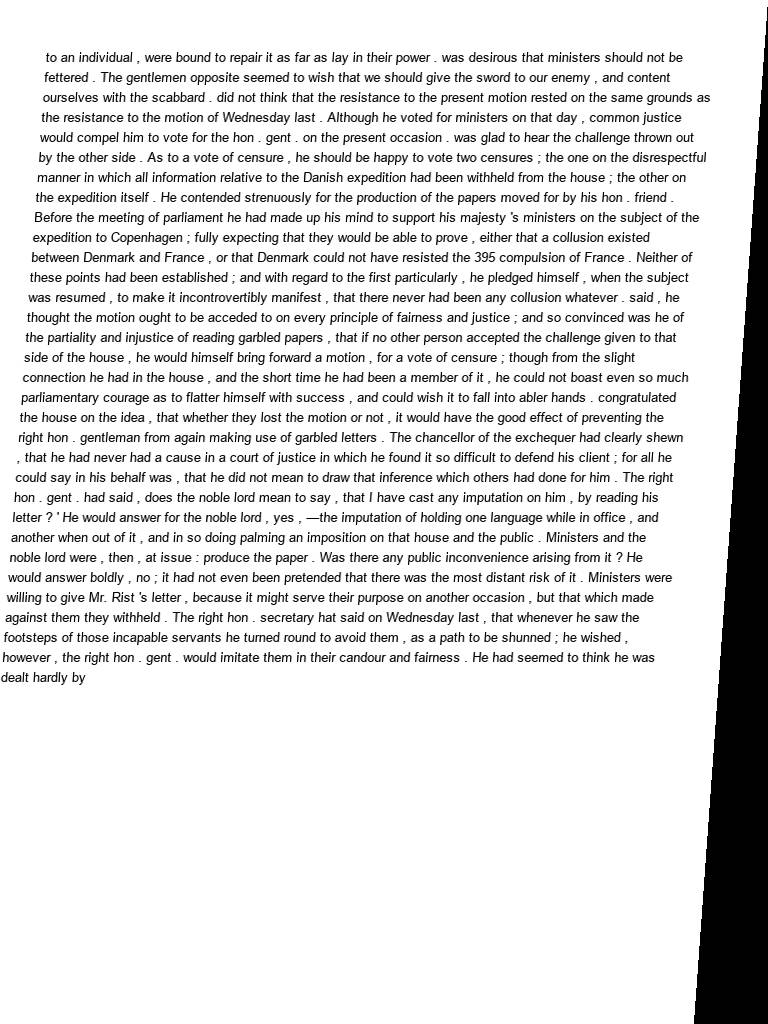 to an individual , were bound to repair it as far as lay in their power . was desirous that ministers should not be
fettered . The gentlemen opposite seemed to wish that we should give the sword to our enemy , and content
ourselves with the scabbard . did not think that the resistance to the present motion rested on the same grounds as
the resistance to the motion of Wednesday last . Although he voted for ministers on that day , common justice
would compel him to vote for the hon . gent . on the present occasion . was glad to hear the challenge thrown out
by the other side . As to a vote of censure , he should be happy to vote two censures ; the one on the disrespectful
manner in which all information relative to the Danish expedition had been withheld from the house ; the other on
the expedition itself . He contended strenuously for the production of the papers moved for by his hon . friend .
Before the meeting of parliament he had made up his mind to support his majesty 's ministers on the subject of the
expedition to Copenhagen ; fully expecting that they would be able to prove , either that a collusion existed
between Denmark and France , or that Denmark could not have resisted the 395 compulsion of France . Neither of
these points had been established ; and with regard to the first particularly , he pledged himself , when the subject
was resumed , to make it incontrovertibly manifest , that there never had been any collusion whatever . said , he
thought the motion ought to be acceded to on every principle of fairness and justice ; and so convinced was he of
the partiality and injustice of reading garbled papers , that if no other person accepted the challenge given to that
side of the house , he would himself bring forward a motion , for a vote of censure ; though from the slight
connection he had in the house , and the short time he had been a member of it , he could not boast even so much
parliamentary courage as to flatter himself with success , and could wish it to fall into abler hands . congratulated
the house on the idea , that whether they lost the motion or not , it would have the good effect of preventing the
right hon . gentleman from again making use of garbled letters . The chancellor of the exchequer had clearly shewn
, that he had never had a cause in a court of justice in which he found it so difficult to defend his client ; for all he
could say in his behalf was , that he did not mean to draw that inference which others had done for him . The right
hon . gent . had said , does the noble lord mean to say , that I have cast any imputation on him , by reading his
letter ? ' He would answer for the noble lord , yes , —the imputation of holding one language while in office , and
another when out of it , and in so doing palming an imposition on that house and the public . Ministers and the
noble lord were , then , at issue : produce the paper . Was there any public inconvenience arising from it ? He
would answer boldly , no ; it had not even been pretended that there was the most distant risk of it . Ministers were
willing to give Mr. Rist 's letter , because it might serve their purpose on another occasion , but that which made
against them they withheld . The right hon . secretary hat said on Wednesday last , that whenever he saw the
footsteps of those incapable servants he turned round to avoid them , as a path to be shunned ; he wished ,
however , the right hon . gent . would imitate them in their candour and fairness . He had seemed to think he was
dealt hardly by